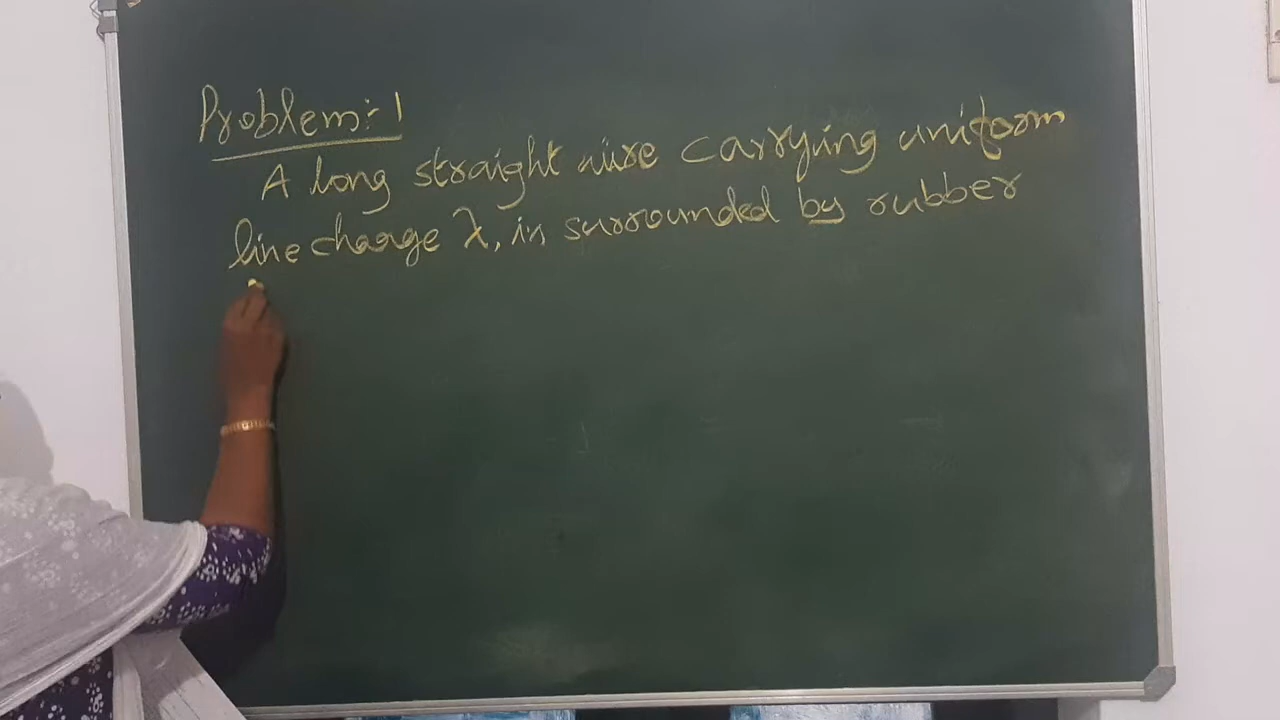 Problem:- 1
A long straight wire carrying uniform
line charge λ, is surrounded by rubber